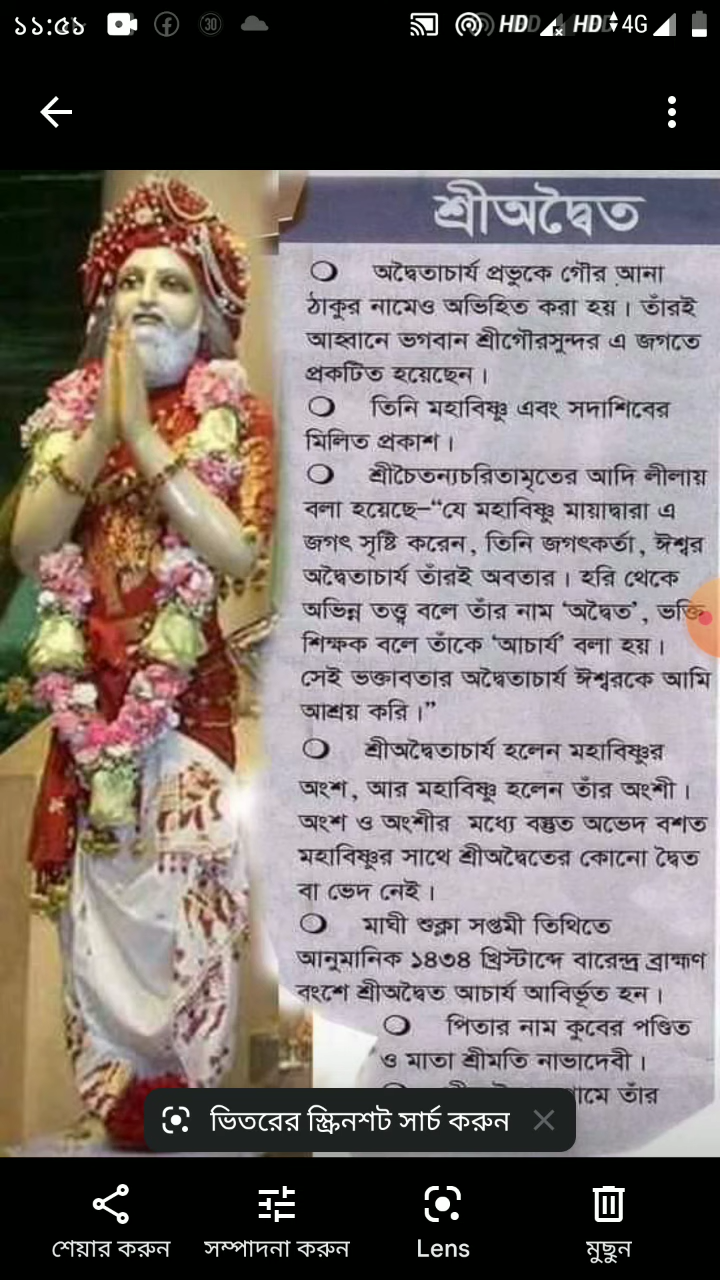 ১১:৫১ 30 HD HD 4G
শ্রীঅদ্বৈত
অদ্বৈতাচার্য প্রভুকে গৌর আনা
ঠাকুর নামেও অভিহিত করা হয়। তাঁরই
আহ্বানে ভগবান শ্রীগৌরসুন্দর এ জগতে
প্রকটিত হয়েছেন।
তিনি মহাবিষ্ণু এবং সদাশিবের
মিলিত প্রকাশ।
শ্রীচৈতন্যচরিতামৃতের আদি লীলায়
বলা হয়েছে–“যে মহাবিষ্ণু মায়াদ্বারা এ
জগৎ সৃষ্টি করেন, তিনি জগৎকর্তা, ঈশ্বর
অদ্বৈতাচার্য তাঁরই অবতার। হরি থেকে
অভিন্ন তত্ত্ব বলে তাঁর নাম ‘অদ্বৈত’, ভক্তি
শিক্ষক বলে তাঁকে ‘আচার্য’ বলা হয়।
সেই ভক্তাবতার অদ্বৈতাচার্য ঈশ্বরকে আমি
আশ্রয় করি।”
শ্রীঅদ্বৈতাচার্য হলেন মহাবিষ্ণুর
অংশ, আর মহাবিষ্ণু হলেন তাঁর অংশী।
অংশ ও অংশীর মধ্যে বস্তুত অভেদ বশত
মহাবিষ্ণুর সাথে শ্রীঅদ্বৈতের কোনো দ্বৈত
বা ভেদ নেই।
মাঘী শুক্লা সপ্তমী তিথিতে
আনুমানিক ১৪৩৪ খ্রিস্টাব্দে বারেন্দ্র ব্রাহ্মণ
বংশে শ্রীঅদ্বৈত আচার্য আবির্ভূত হন।
পিতার নাম কুবের পণ্ডিত
ও মাতা শ্রীমতি নাভাদেবী।
তাঁর
ভিতরের স্ক্রিনশট সার্চ করুন
শেয়ার করুন সম্পাদনা করুন Lens মুছুন